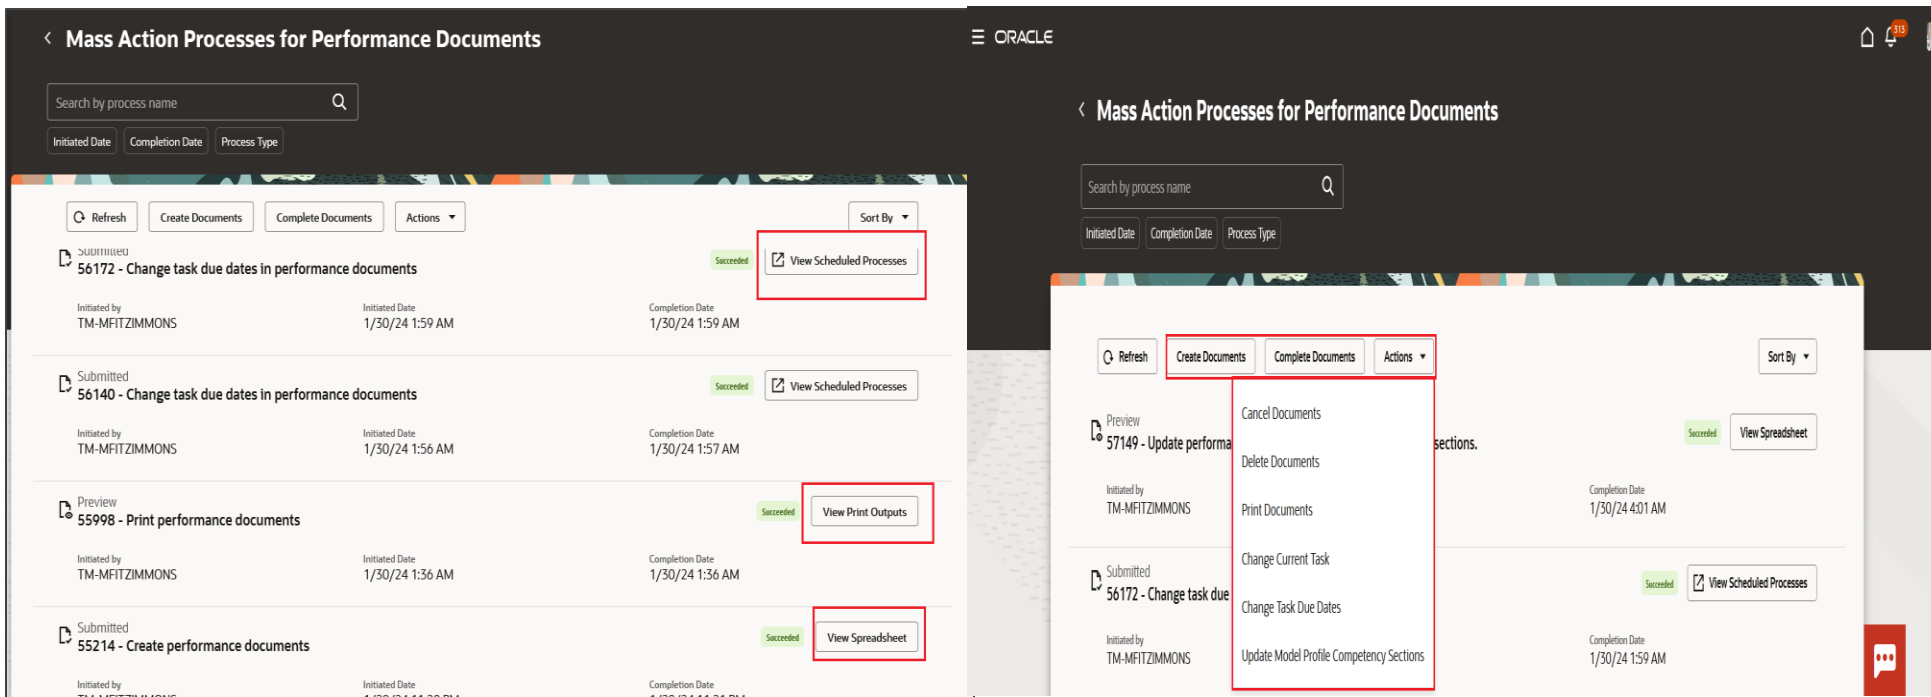 Mass Action Processes for Performance Documents
Search by process name
Initiated Date Completion Date Process Type
Refresh Create Documents Complete Documents Actions Sort By
Submitted
56172 - Change task due dates in performance documents Succeeded View Scheduled Processes
Initiated by Initiated Date Completion Date
TM-MFITZIMMONS 1/30/24 1:59 AM 1/30/24 1:59 AM
Submitted
56140 - Change task due dates in performance documents Succeeded View Scheduled Processes
Initiated by Initiated Date Completion Date
TM-MFITZIMMONS 1/30/24 1:56 AM 1/30/24 1:57 AM
Preview
55998 - Print performance documents Succeeded View Print Outputs
Initiated by Initiated Date Completion Date
TM-MFITZIMMONS 1/30/24 1:36 AM 1/30/24 1:36 AM
Submitted
55214 - Create performance documents Succeeded View Spreadsheet
Initiated by Initiated Date Completion Date
ORACLE 313
Mass Action Processes for Performance Documents
Search by process name
Initiated Date Completion Date Process Type
Refresh Create Documents Complete Documents Actions Sort By
Cancel Documents
Delete Documents
Print Documents
Change Current Task
Change Task Due Dates
Update Model Profile Competency Sections
Preview
57149 - Update performa sections. Succeeded View Spreadsheet
Initiated by Completion Date
TM-MFITZIMMONS 1/30/24 4:01 AM
Submitted
56172 - Change task due Succeeded View Scheduled Processes
Initiated by Completion Date
TM-MFITZIMMONS 1/30/24 1:59 AM